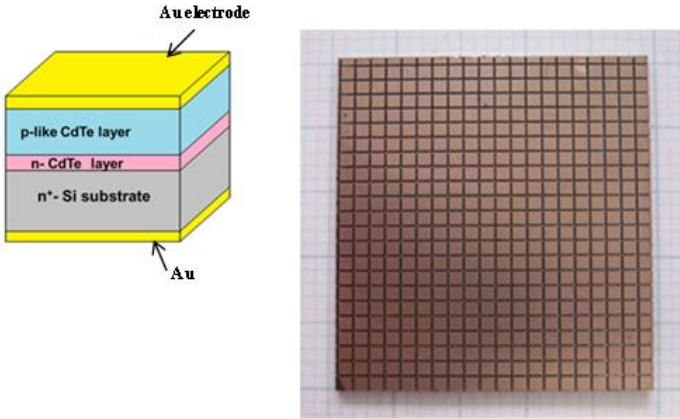 Au electrode
p-like CdTe layer
n- CdTe layer
n⁺- Si substrate
Au